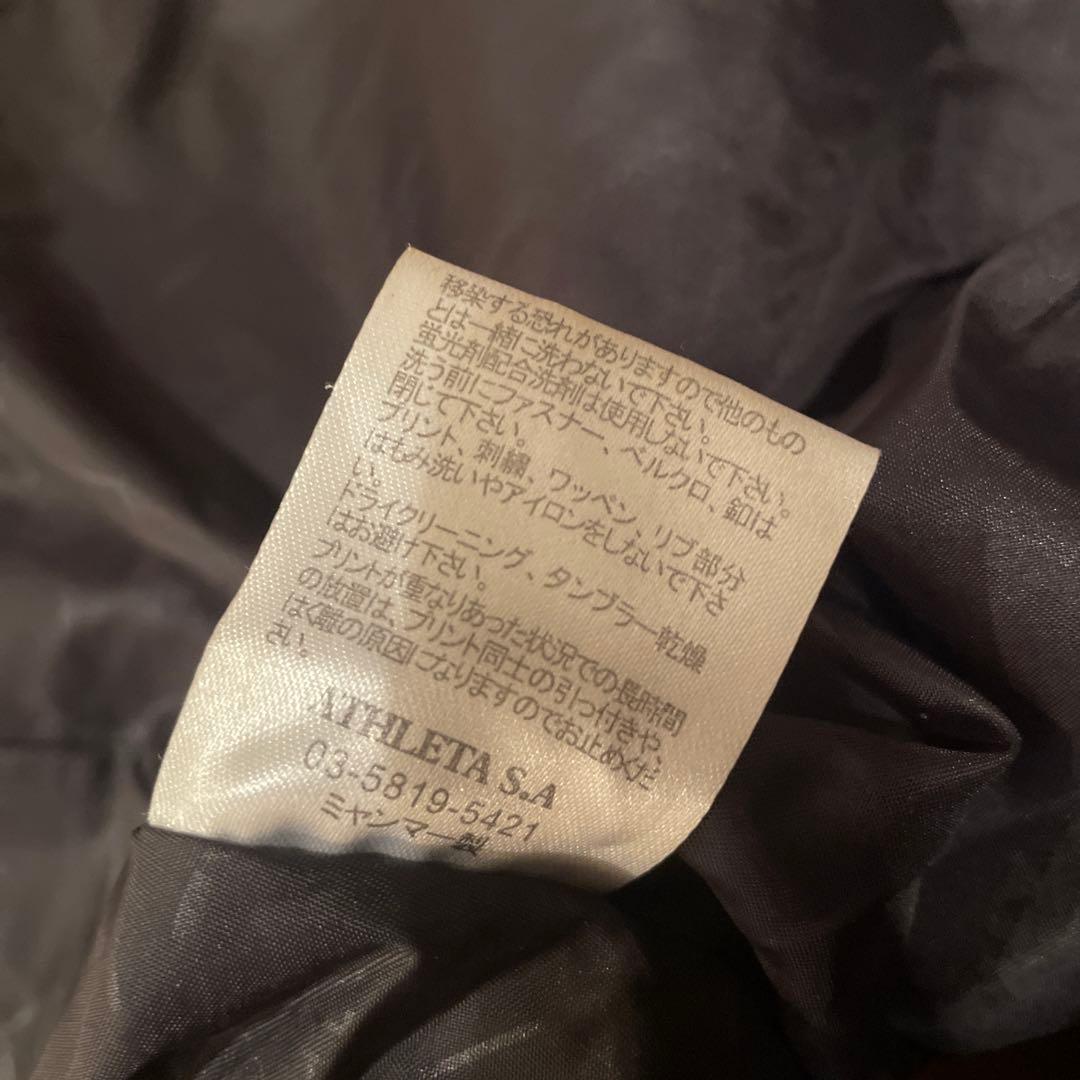 移染する恐れがありますので他のもの
とは一緒に洗わないで下さい。
蛍光剤配合洗剤は使用しないで下さい。
洗う前にファスナー、ベルクロ、釦は
閉して下さい。
プリント、刺繍、ワッペン、リブ部分
はもみ洗いやアイロンをしないで下さ
い。
ドライクリーニング、タンブラー乾燥
はお避け下さい。
プリントが重なりあった状況での長時間
の放置は、プリント同士の引っ付きや、
はく離の原因になりますのでお止めくだ
さい。
ATHLETA S.A
03-5819-5421
ミャンマー製